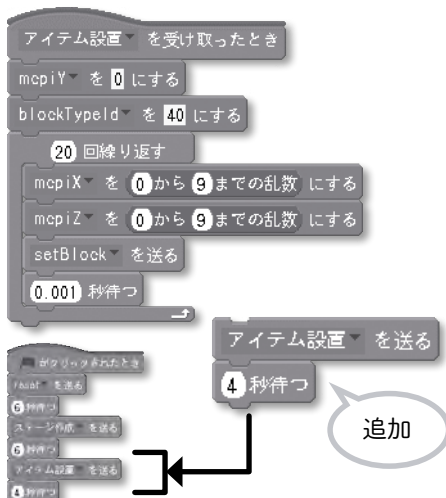 アイテム設置 を受け取ったとき
mcpiY を 0 にする
blockTypeId を 40 にする
20 回繰り返す
mcpiX を 0 から 9 までの乱数 にする
mcpiZ を 0 から 9 までの乱数 にする
setBlock を送る
0.001 秒待つ
アイテム設置 を送る
4 秒待つ
追加
がクリックされたとき
reset を送る
6 秒待つ
ステージ作成 を送る
6 秒待つ
アイテム設置 を送る
4 秒待つ